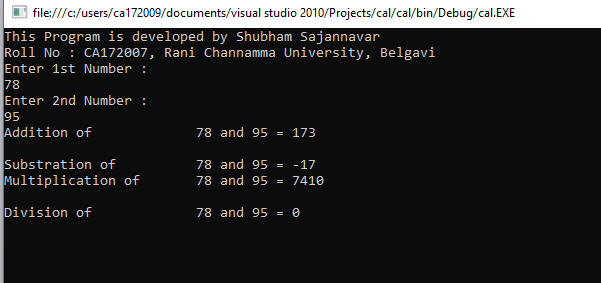 file:///c:/users/ca172009/documents/visual studio 2010/Projects/cal/cal/bin/Debug/cal.EXE
This Program is developed by Shubham Sajannavar
Roll No : CA172007, Rani Channamma University, Belgavi
Enter 1st Number :
78
Enter 2nd Number :
95
Addition of 78 and 95 = 173
Substration of 78 and 95 = -17
Multiplication of 78 and 95 = 7410
Division of 78 and 95 = 0